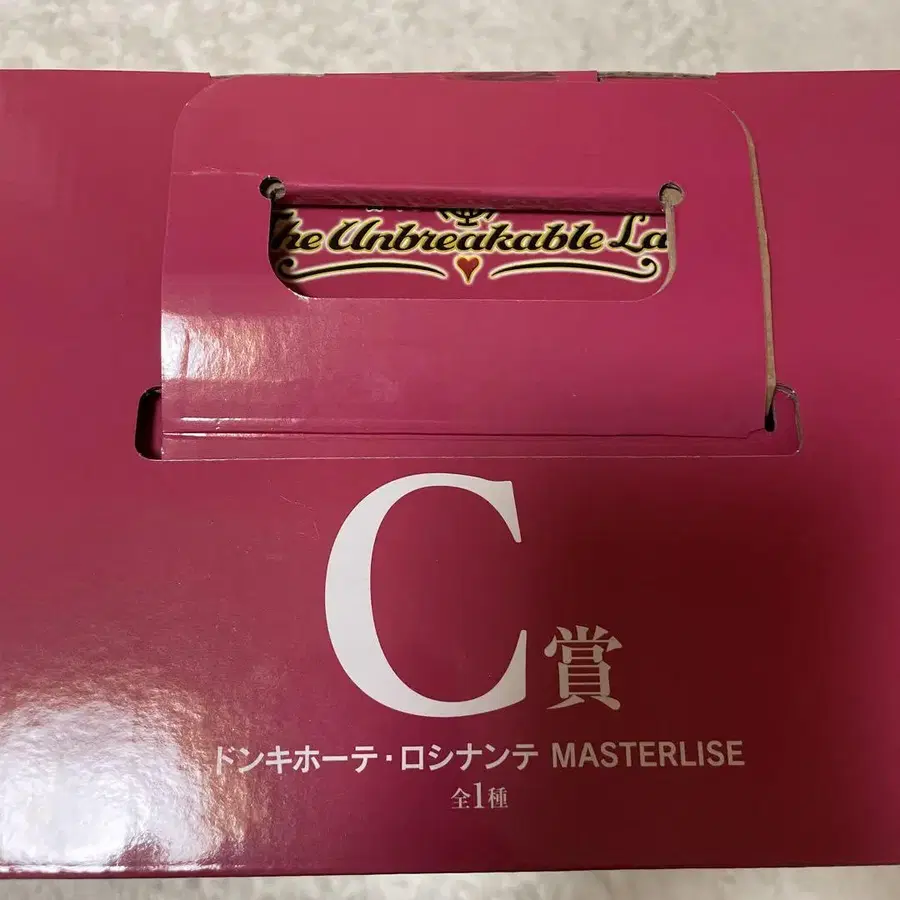 The Unbreakable La
C賞
ドンキホーテ・ロシナンテ MASTERLISE
全1種